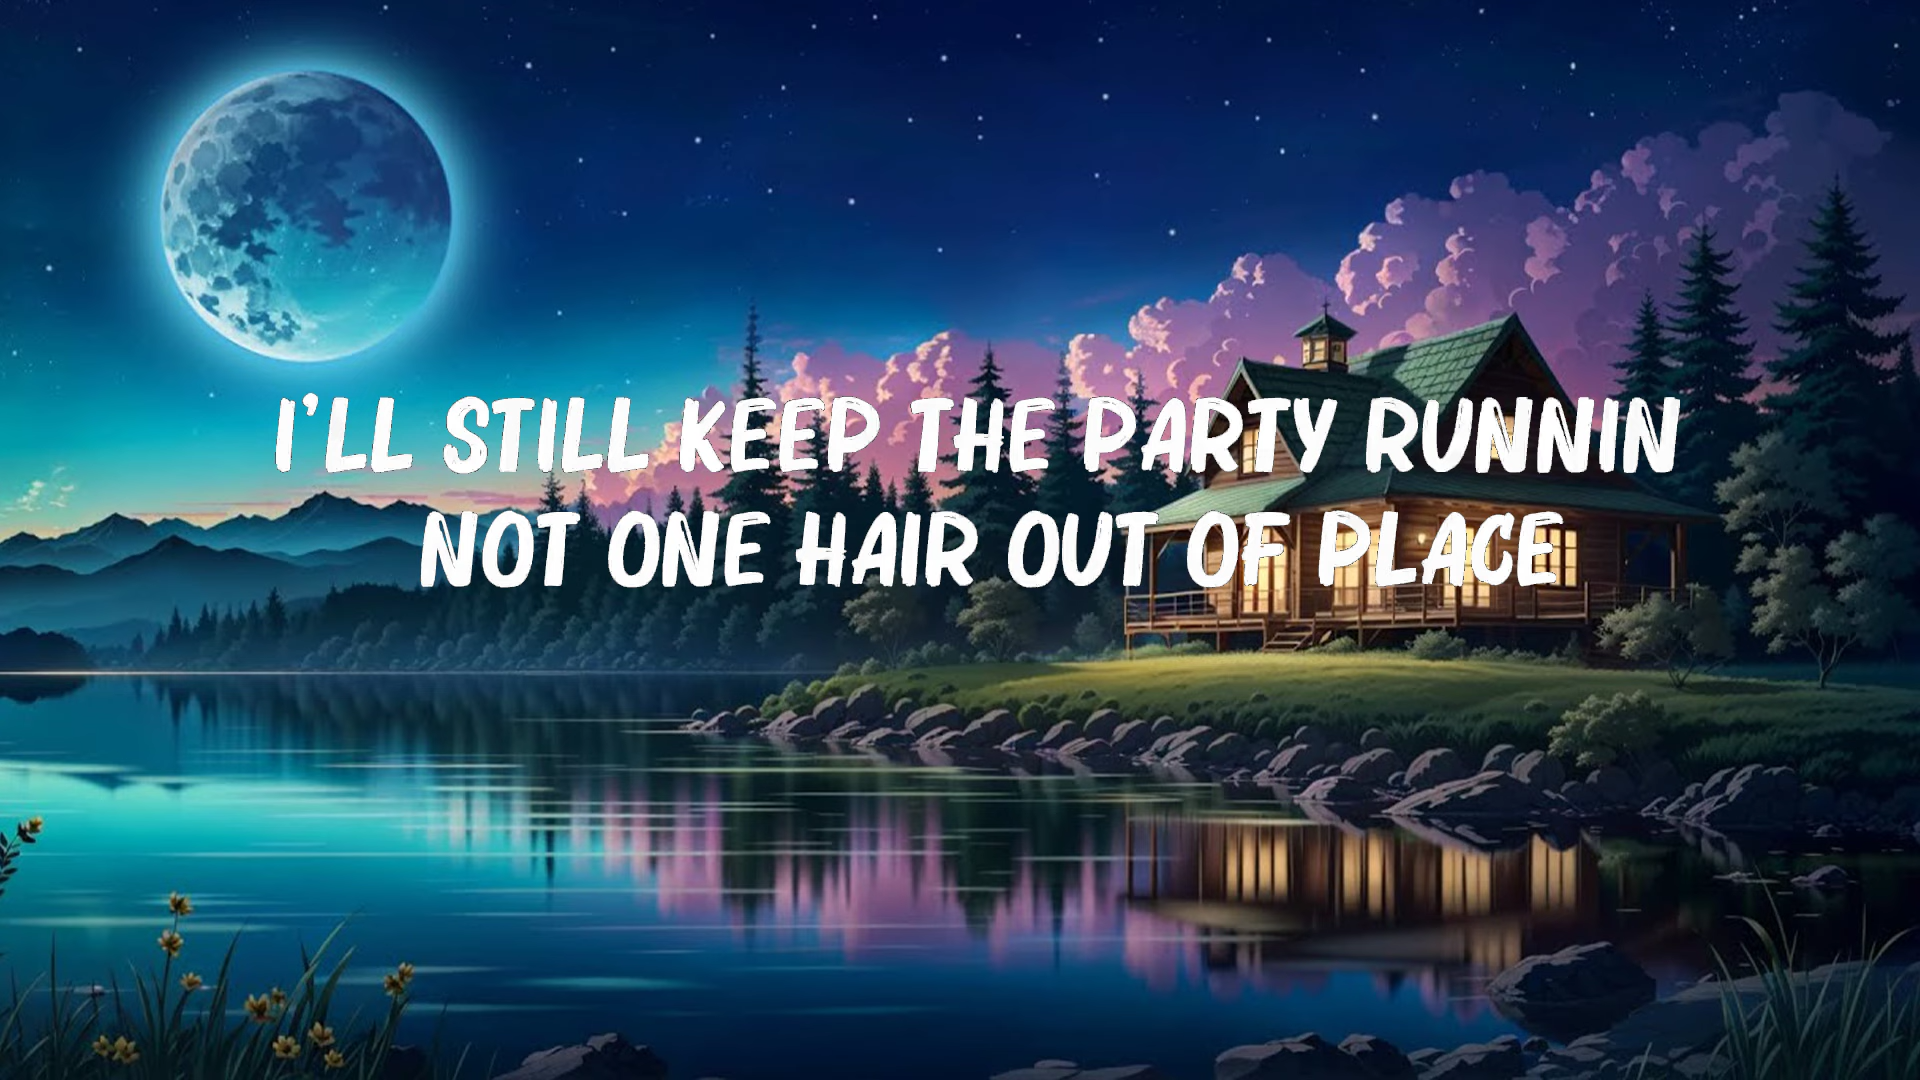 I'LL STILL KEEP THE PARTY RUNNIN
NOT ONE HAIR OUT OF PLACE